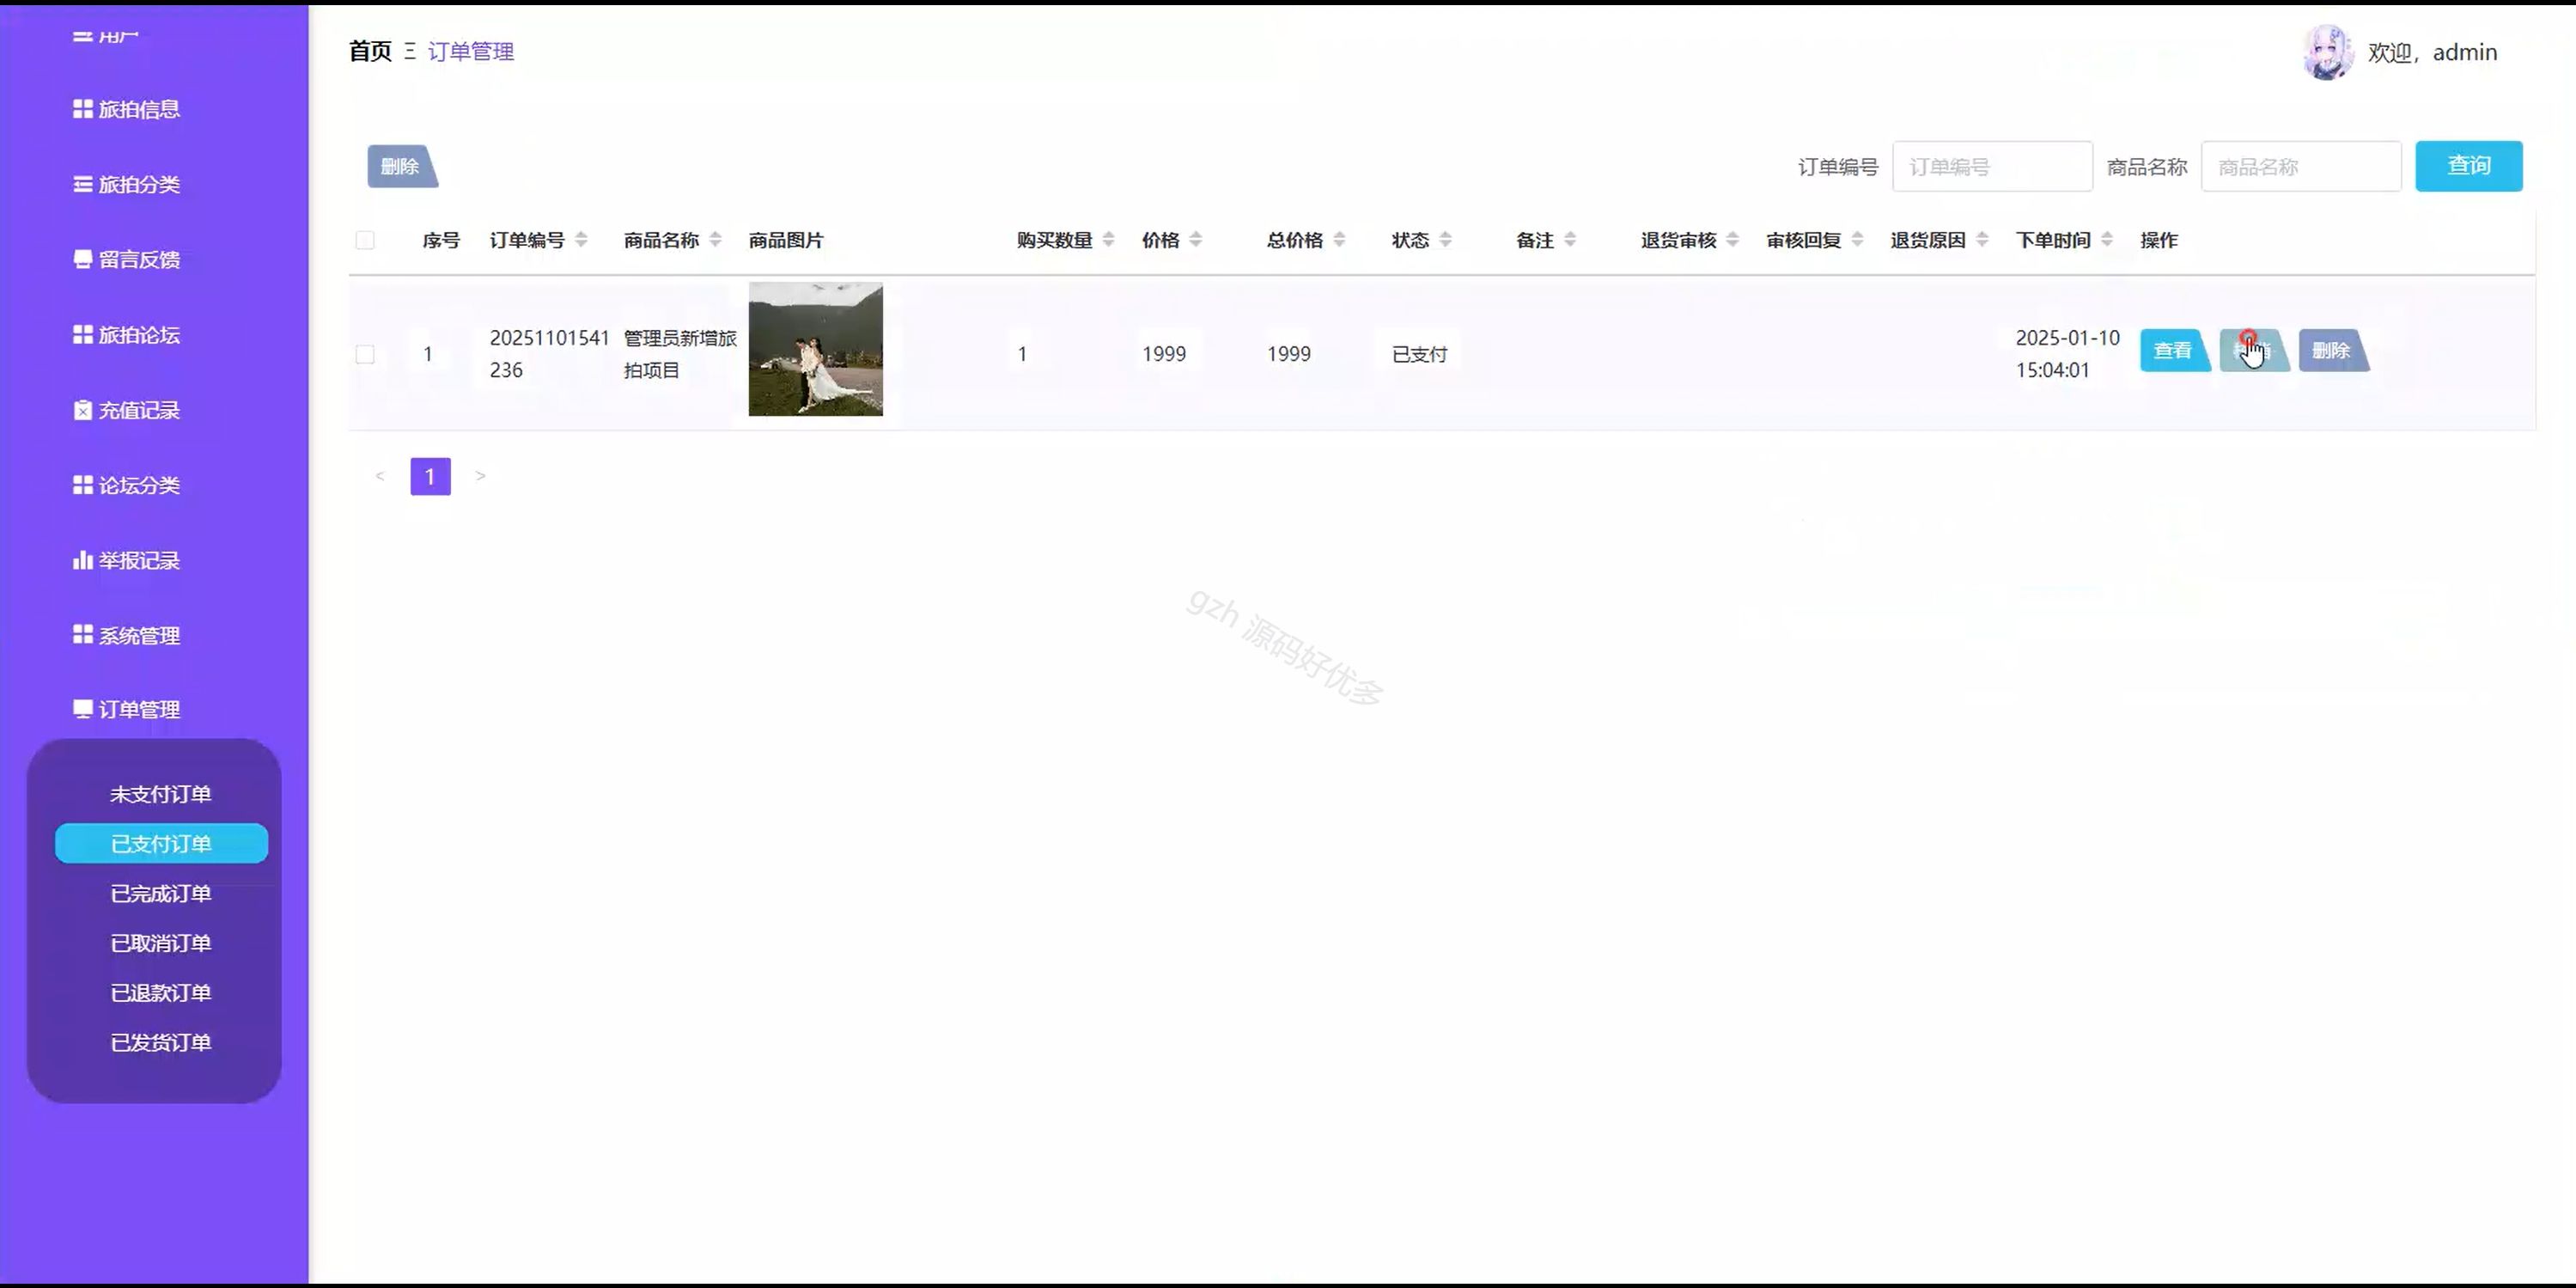 用户
旅拍信息
旅拍分类
留言反馈
旅拍论坛
充值记录
论坛分类
举报记录
系统管理
订单管理
未支付订单
已支付订单
已完成订单
已取消订单
已退款订单
已发货订单
首页 Ξ 订单管理
欢迎，admin
删除
订单编号 订单编号 商品名称 商品名称 查询
序号 订单编号 商品名称 商品图片 购买数量 价格 总价格 状态 备注 退货审核 审核回复 退货原因 下单时间 操作
1 20251101541 管理员新增旅 1 1999 1999 已支付 2025-01-10 查看 删除
236 拍项目 15:04:01
< 1 >
gzh 源码好优多